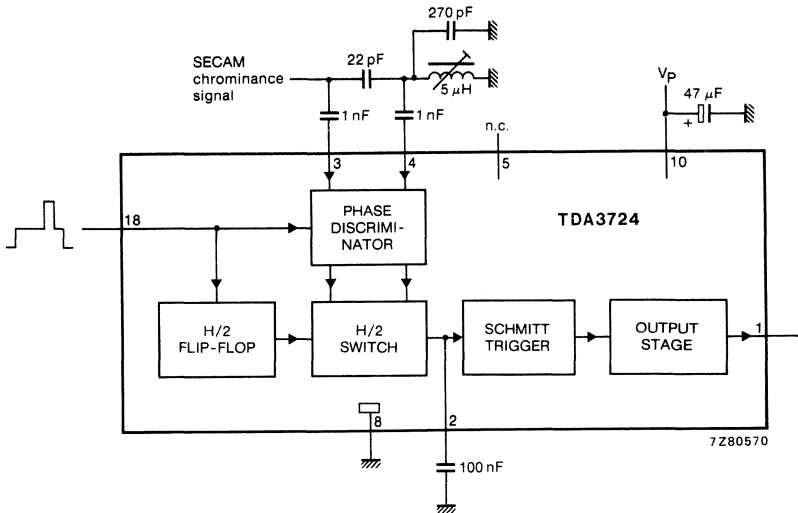 270 pF
22 pF
SECAM
chrominance
signal
5 μH
1 nF
1 nF
VP
47 μF
+
n.c.
3
4
5
10
18
PHASE
DISCRIMI-
NATOR
TDA3724
H/2
FLIP-FLOP
H/2
SWITCH
SCHMITT
TRIGGER
OUTPUT
STAGE
1
8
2
7Z80570
100 nF